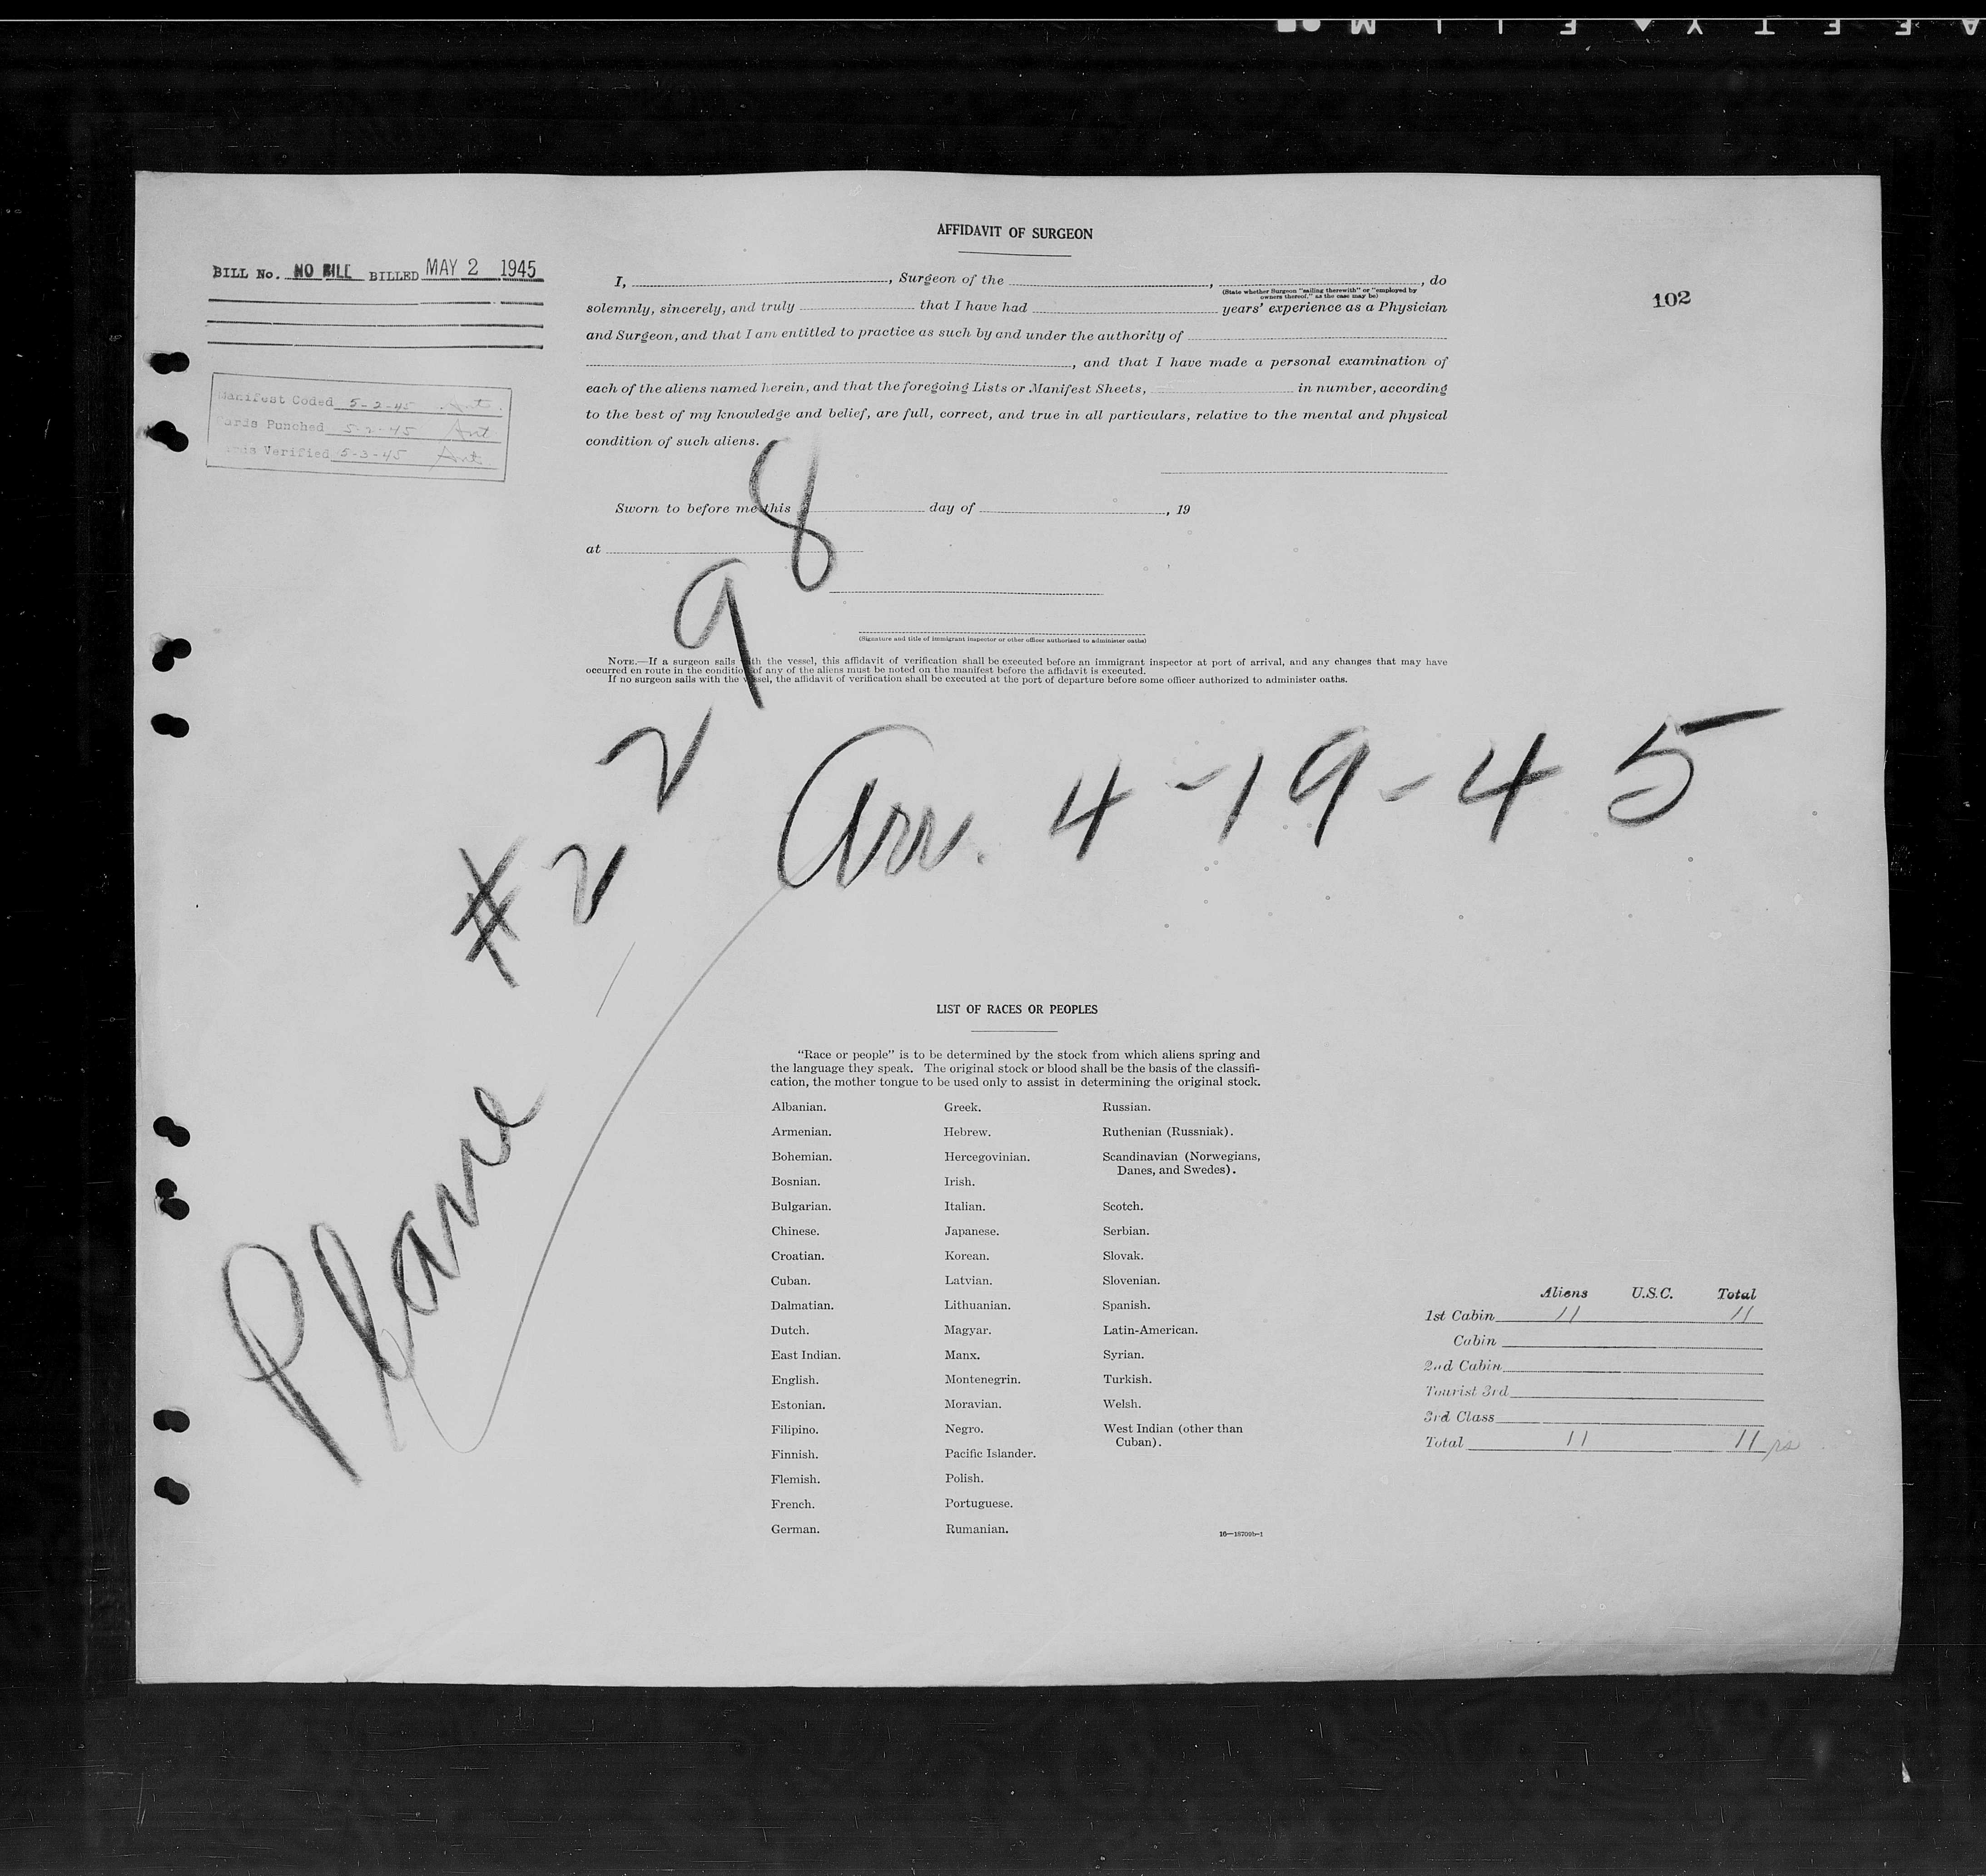 AFFIDAVIT OF SURGEON
BILL No. NO BILL BILLED MAY 2 1945
102
I, , Surgeon of the , , do
(State whether Surgeon "sailing therewith" or "employed by
owners thereof," as the case may be)
solemnly, sincerely, and truly that I have had years' experience as a Physician
and Surgeon, and that I am entitled to practice as such by and under the authority of
, and that I have made a personal examination of
each of the aliens named herein, and that the foregoing Lists or Manifest Sheets, in number, according
to the best of my knowledge and belief, are full, correct, and true in all particulars, relative to the mental and physical
condition of such aliens.
Manifest Coded 5-2-45 Ant.
Cards Punched 5-2-45 Ant
Cards Verified 5-3-45 Ant
Sworn to before me this day of , 19
at
(Signature and title of immigrant inspector or other officer authorized to administer oaths)
NOTE.—If a surgeon sails with the vessel, this affidavit of verification shall be executed before an immigrant inspector at port of arrival, and any changes that may have
occurred en route in the condition of any of the aliens must be noted on the manifest before the affidavit is executed.
If no surgeon sails with the vessel, the affidavit of verification shall be executed at the port of departure before some officer authorized to administer oaths.
Plane #2298
Arr. 4-19-45
LIST OF RACES OR PEOPLES
"Race or people" is to be determined by the stock from which aliens spring and
the language they speak. The original stock or blood shall be the basis of the classifi-
cation, the mother tongue to be used only to assist in determining the original stock.
Albanian.
Armenian.
Bohemian.
Bosnian.
Bulgarian.
Chinese.
Croatian.
Cuban.
Dalmatian.
Dutch.
East Indian.
English.
Estonian.
Filipino.
Finnish.
Flemish.
French.
German.
Greek.
Hebrew.
Hercegovinian.
Irish.
Italian.
Japanese.
Korean.
Latvian.
Lithuanian.
Magyar.
Manx.
Montenegrin.
Moravian.
Negro.
Pacific Islander.
Polish.
Portuguese.
Rumanian.
Russian.
Ruthenian (Russniak).
Scandinavian (Norwegians,
Danes, and Swedes).
Scotch.
Serbian.
Slovak.
Slovenian.
Spanish.
Latin-American.
Syrian.
Turkish.
Welsh.
West Indian (other than
Cuban).
16—18709b-1
Aliens U.S.C. Total
1st Cabin 11 11
Cabin
2nd Cabin
Tourist 3rd
3rd Class
Total 11 11